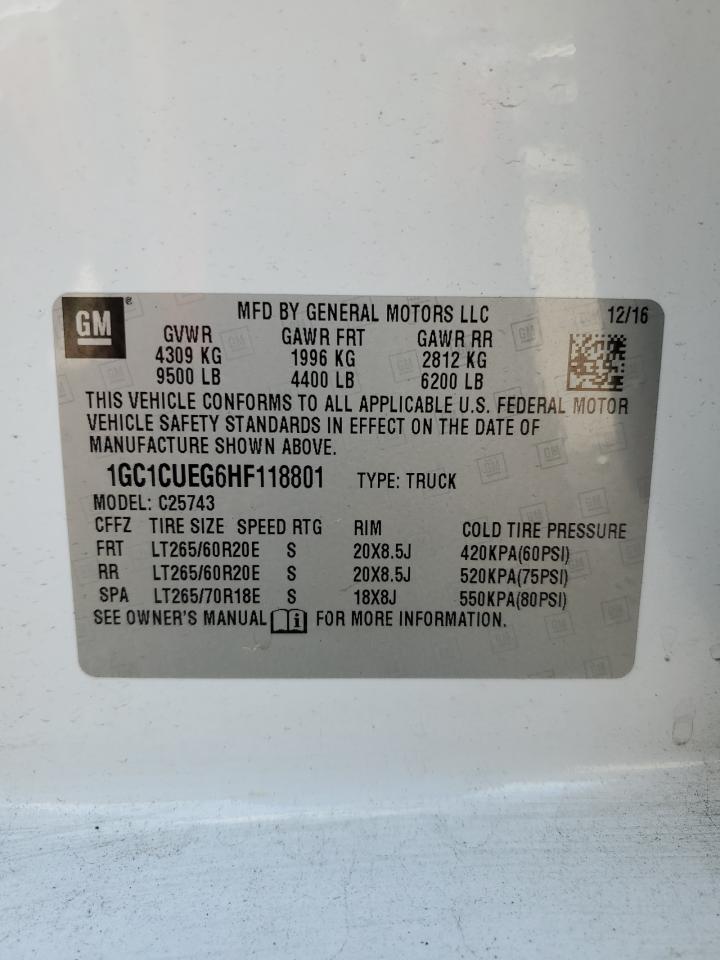 GM ®
MFD BY GENERAL MOTORS LLC 12/16
GVWR GAWR FRT GAWR RR
4309 KG 1996 KG 2812 KG
9500 LB 4400 LB 6200 LB
THIS VEHICLE CONFORMS TO ALL APPLICABLE U.S. FEDERAL MOTOR
VEHICLE SAFETY STANDARDS IN EFFECT ON THE DATE OF
MANUFACTURE SHOWN ABOVE.
1GC1CUEG6HF118801 TYPE: TRUCK
MODEL: C25743
CFFZ TIRE SIZE SPEED RTG RIM COLD TIRE PRESSURE
FRT LT265/60R20E S 20X8.5J 420KPA(60PSI)
RR LT265/60R20E S 20X8.5J 520KPA(75PSI)
SPA LT265/70R18E S 18X8J 550KPA(80PSI)
SEE OWNER'S MANUAL i FOR MORE INFORMATION.